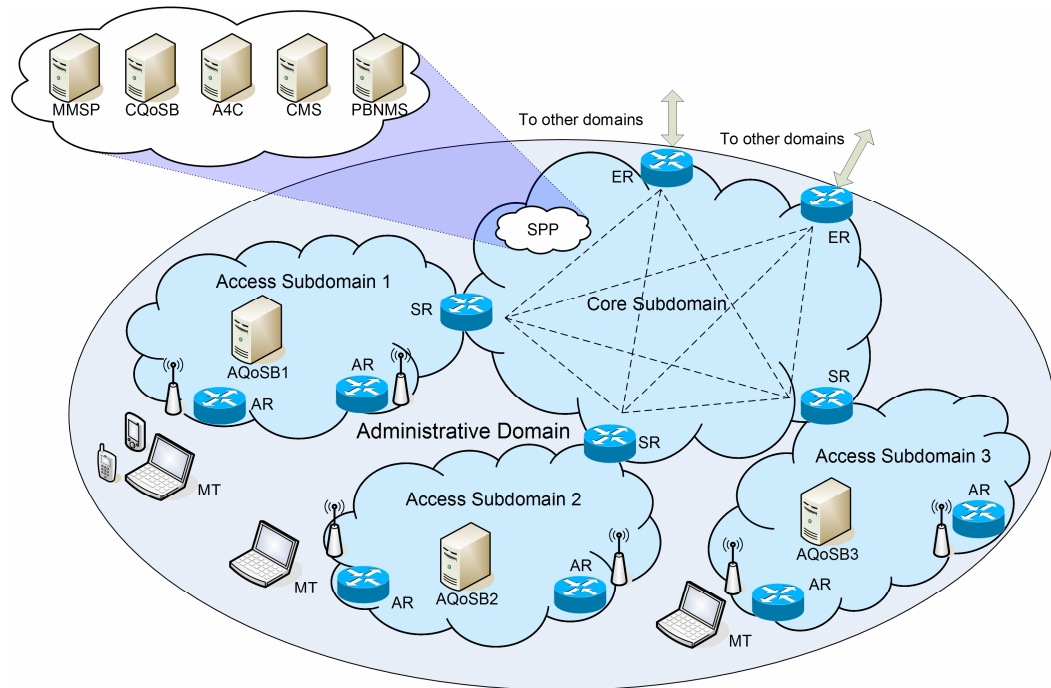 MMSP
CQoSB
A4C
CMS
PBNMS
To other domains
To other domains
ER
ER
SPP
Access Subdomain 1
SR
Core Subdomain
AQoSB1
AR
AR
SR
Administrative Domain
SR
Access Subdomain 3
MT
Access Subdomain 2
AR
AQoSB3
MT
AR
AQoSB2
AR
AR
MT